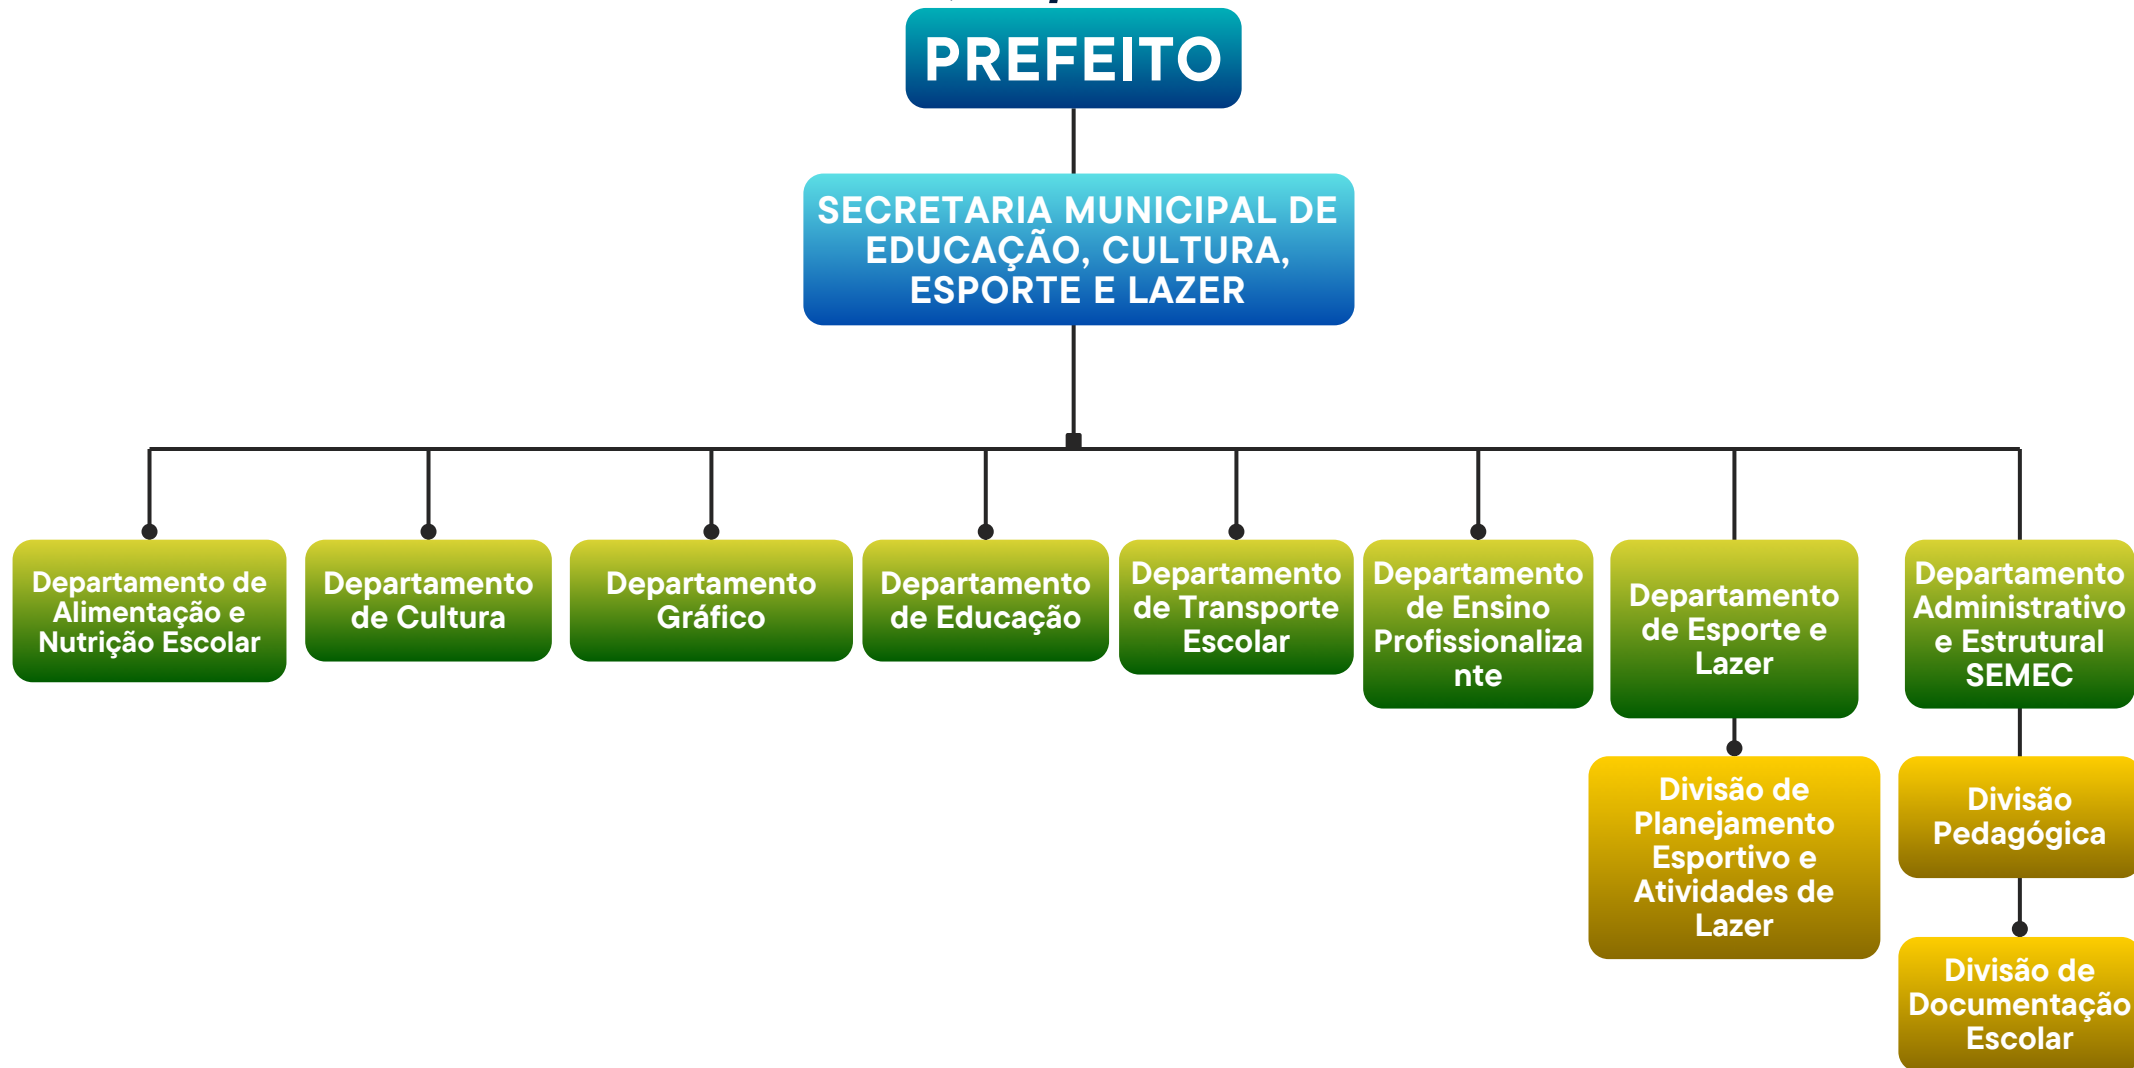 PREFEITO
SECRETARIA MUNICIPAL DE
EDUCAÇÃO, CULTURA,
ESPORTE E LAZER
Departamento de
Alimentação e
Nutrição Escolar
Departamento
de Cultura
Departamento
Gráfico
Departamento
de Educação
Departamento
de Transporte
Escolar
Departamento
de Ensino
Profissionaliza
nte
Departamento
de Esporte e
Lazer
Departamento
Administrativo
e Estrutural
SEMEC
Divisão de
Planejamento
Esportivo e
Atividades de
Lazer
Divisão
Pedagógica
Divisão de
Documentação
Escolar